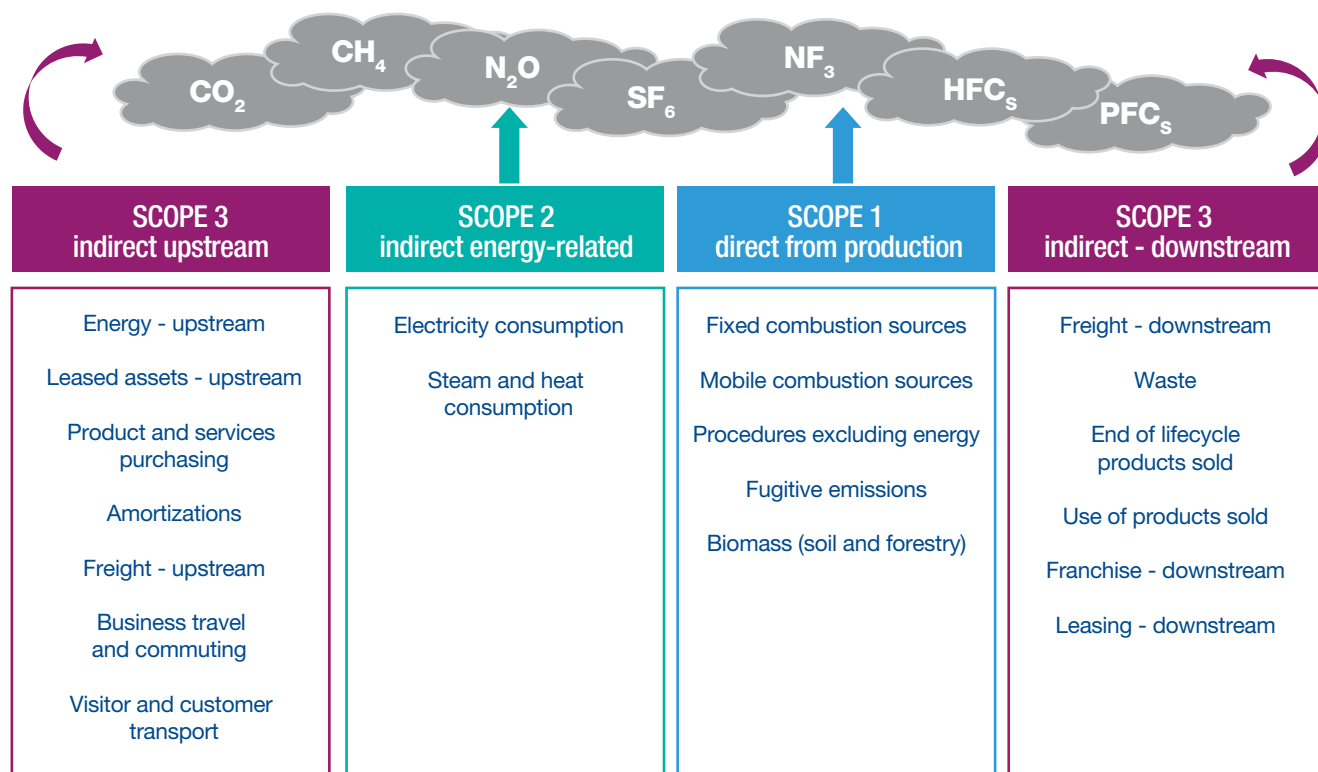 CO₂
CH₄
N₂O
SF₆
NF₃
HFCₛ
PFCₛ
SCOPE 3
indirect upstream
Energy - upstream
Leased assets - upstream
Product and services
purchasing
Amortizations
Freight - upstream
Business travel
and commuting
Visitor and customer
transport
SCOPE 2
indirect energy-related
Electricity consumption
Steam and heat
consumption
SCOPE 1
direct from production
Fixed combustion sources
Mobile combustion sources
Procedures excluding energy
Fugitive emissions
Biomass (soil and forestry)
SCOPE 3
indirect - downstream
Freight - downstream
Waste
End of lifecycle
products sold
Use of products sold
Franchise - downstream
Leasing - downstream